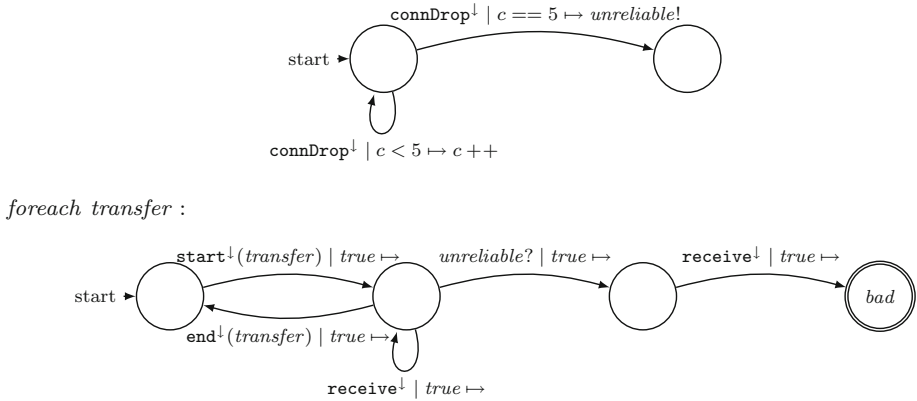 connDrop↓ | c == 5 ↦ unreliable!
start
connDrop↓ | c < 5 ↦ c ++
foreach transfer :
start↓(transfer) | true ↦
unreliable? | true ↦
receive↓ | true ↦
start
bad
end↓(transfer) | true ↦
receive↓ | true ↦